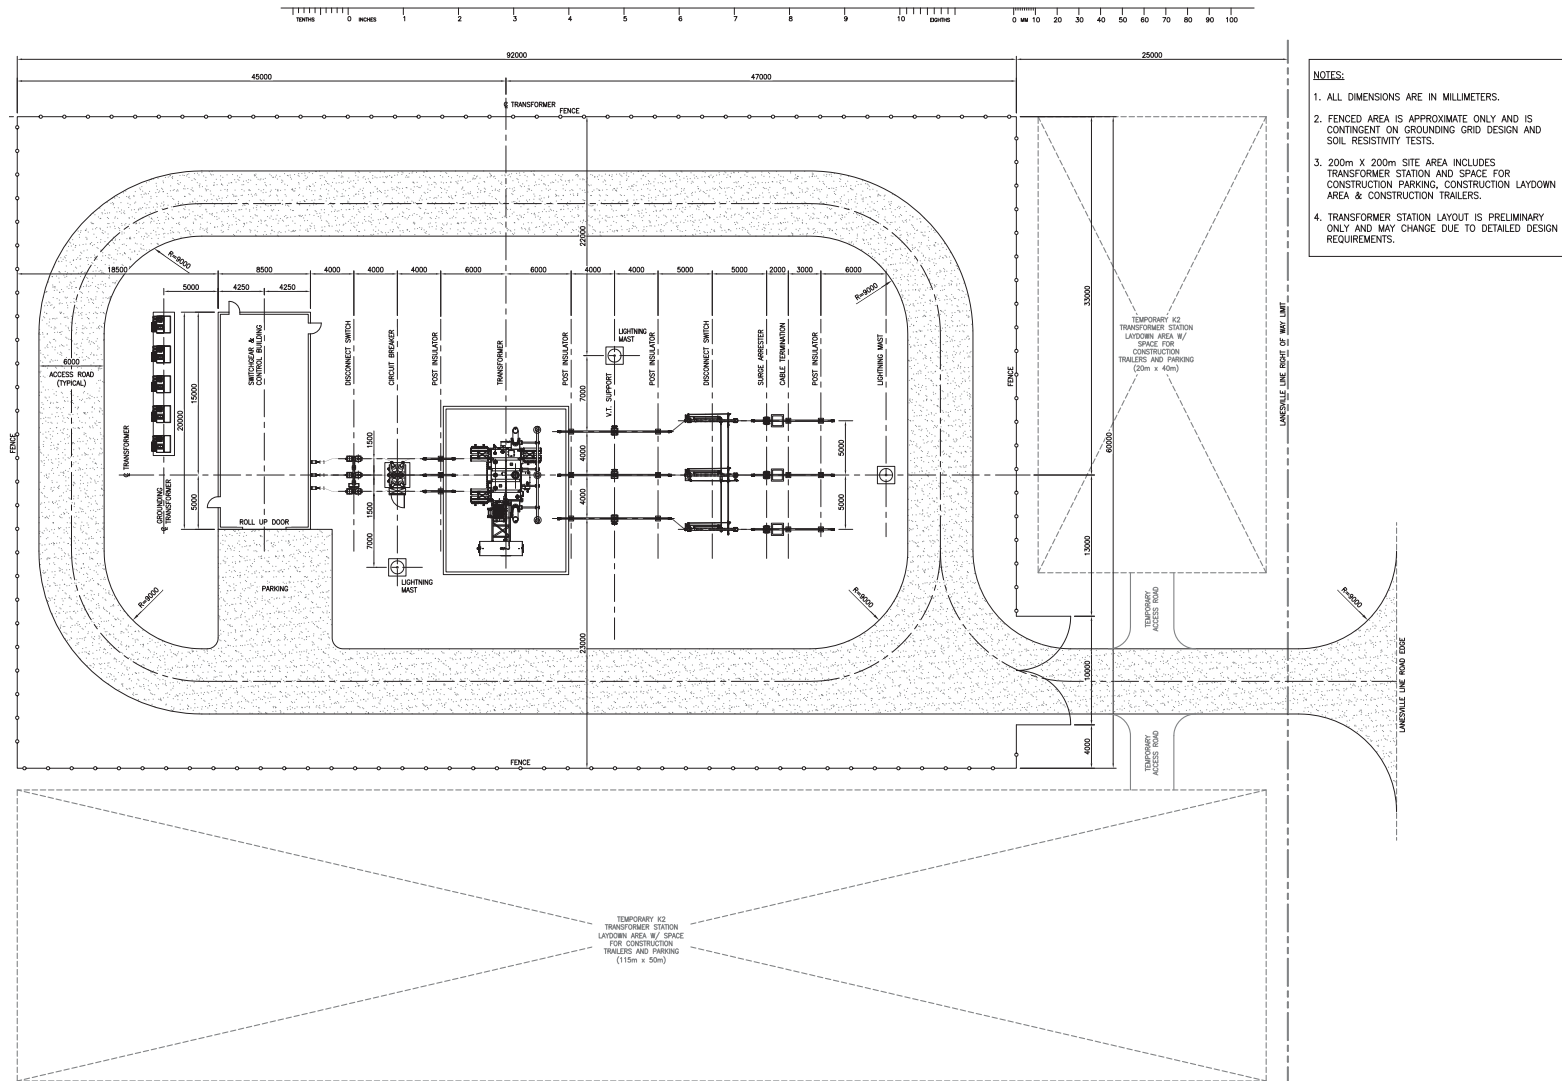 TENTHS 0 INCHES 1 2 3 4 5 6 7 8 9 10 EIGHTHS
0 MM 10 20 30 40 50 60 70 80 90 100
92000
25000
45000
47000
℄ TRANSFORMER
FENCE
NOTES:
1. ALL DIMENSIONS ARE IN MILLIMETERS.
2. FENCED AREA IS APPROXIMATE ONLY AND IS
CONTINGENT ON GROUNDING GRID DESIGN AND
SOIL RESISTIVITY TESTS.
3. 200m X 200m SITE AREA INCLUDES
TRANSFORMER STATION AND SPACE FOR
CONSTRUCTION PARKING, CONSTRUCTION LAYDOWN
AREA & CONSTRUCTION TRAILERS.
4. TRANSFORMER STATION LAYOUT IS PRELIMINARY
ONLY AND MAY CHANGE DUE TO DETAILED DESIGN
REQUIREMENTS.
22000
R=9000
R=9000
18500
8500
4000
4000
4000
6000
6000
4000
4000
5000
5000
2000
3000
6000
5000
4250
4250
33000
60000
SWITCHGEAR &
CONTROL BUILDING
DISCONNECT SWITCH
CIRCUIT BREAKER
POST INSULATOR
TRANSFORMER
POST INSULATOR
V.T. SUPPORT
LIGHTNING
MAST
POST INSULATOR
DISCONNECT SWITCH
SURGE ARRESTER
CABLE TERMINATION
POST INSULATOR
LIGHTNING MAST
FENCE
TEMPORARY K2
TRANSFORMER STATION
LAYDOWN AREA W/
SPACE FOR
CONSTRUCTION
TRAILERS AND PARKING
(20m x 40m)
LANESVILLE LINE RIGHT OF WAY LIMIT
6000
ACCESS ROAD
(TYPICAL)
15000
20000
7000
FENCE
℄ TRANSFORMER
1500
4000
5000
GROUNDING
℄ TRANSFORMER
5000
1500
4000
5000
ROLL UP DOOR
7000
13000
LIGHTNING
MAST
PARKING
R=9000
R=9000
R=9000
TEMPORARY
ACCESS ROAD
23000
10000
LANESVILLE LINE ROAD EDGE
4000
TEMPORARY
ACCESS ROAD
FENCE
TEMPORARY K2
TRANSFORMER STATION
LAYDOWN AREA W/ SPACE
FOR CONSTRUCTION
TRAILERS AND PARKING
(115m x 50m)